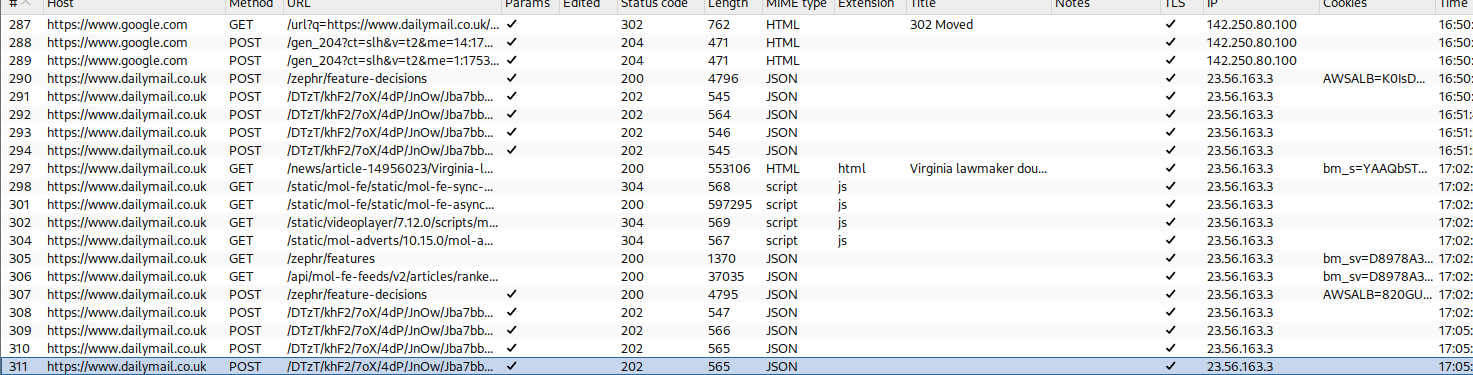 # Host Method URL Params Edited Status code Length MIME type Extension Title Notes TLS IP Cookies Time
287 https://www.google.com GET /url?q=https://www.dailymail.co.uk/... ✓ 302 762 HTML 302 Moved ✓ 142.250.80.100 16:50:
288 https://www.google.com POST /gen_204?ct=slh&v=t2&me=14:17... ✓ 204 471 HTML ✓ 142.250.80.100 16:50:
289 https://www.google.com POST /gen_204?ct=slh&v=t2&me=1:1753... ✓ 204 471 HTML ✓ 142.250.80.100 16:50:
290 https://www.dailymail.co.uk POST /zephr/feature-decisions ✓ 200 4796 JSON ✓ 23.56.163.3 AWSALB=K0IsD... 16:50:
291 https://www.dailymail.co.uk POST /DTzT/khF2/7oX/4dP/JnOw/Jba7bb... ✓ 202 545 JSON ✓ 23.56.163.3 16:50:
292 https://www.dailymail.co.uk POST /DTzT/khF2/7oX/4dP/JnOw/Jba7bb... ✓ 202 564 JSON ✓ 23.56.163.3 16:51:
293 https://www.dailymail.co.uk POST /DTzT/khF2/7oX/4dP/JnOw/Jba7bb... ✓ 202 546 JSON ✓ 23.56.163.3 16:51:
294 https://www.dailymail.co.uk POST /DTzT/khF2/7oX/4dP/JnOw/Jba7bb... ✓ 202 545 JSON ✓ 23.56.163.3 16:51:
297 https://www.dailymail.co.uk GET /news/article-14956023/Virginia-l... 200 553106 HTML html Virginia lawmaker dou... ✓ 23.56.163.3 bm_s=YAAQbST... 17:02:
298 https://www.dailymail.co.uk GET /static/mol-fe/static/mol-fe-sync-... 304 568 script js ✓ 23.56.163.3 17:02:
301 https://www.dailymail.co.uk GET /static/mol-fe/static/mol-fe-async... 200 597295 script js ✓ 23.56.163.3 17:02:
302 https://www.dailymail.co.uk GET /static/videoplayer/7.12.0/scripts/m... 304 569 script js ✓ 23.56.163.3 17:02:
304 https://www.dailymail.co.uk GET /static/mol-adverts/10.15.0/mol-a... 304 567 script js ✓ 23.56.163.3 17:02:
305 https://www.dailymail.co.uk GET /zephr/features 200 1370 JSON ✓ 23.56.163.3 bm_sv=D8978A3... 17:02:
306 https://www.dailymail.co.uk GET /api/mol-fe-feeds/v2/articles/ranke... 200 37035 JSON ✓ 23.56.163.3 bm_sv=D8978A3... 17:02:
307 https://www.dailymail.co.uk POST /zephr/feature-decisions ✓ 200 4795 JSON ✓ 23.56.163.3 AWSALB=820GU... 17:02:
308 https://www.dailymail.co.uk POST /DTzT/khF2/7oX/4dP/JnOw/Jba7bb... ✓ 202 547 JSON ✓ 23.56.163.3 17:02:
309 https://www.dailymail.co.uk POST /DTzT/khF2/7oX/4dP/JnOw/Jba7bb... ✓ 202 566 JSON ✓ 23.56.163.3 17:05:
310 https://www.dailymail.co.uk POST /DTzT/khF2/7oX/4dP/JnOw/Jba7bb... ✓ 202 565 JSON ✓ 23.56.163.3 17:05:
311 https://www.dailymail.co.uk POST /DTzT/khF2/7oX/4dP/JnOw/Jba7bb... ✓ 202 565 JSON ✓ 23.56.163.3 17:05: